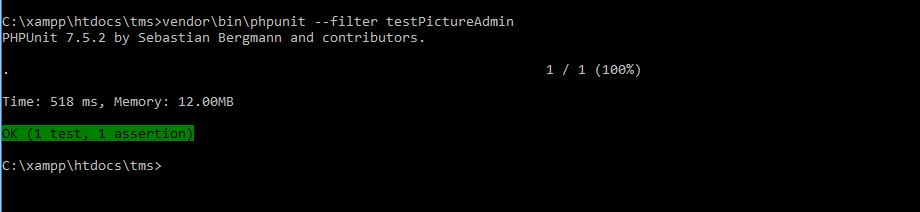 C:\xampp\htdocs\tms>vendor\bin\phpunit --filter testPictureAdmin
PHPUnit 7.5.2 by Sebastian Bergmann and contributors.
. 1 / 1 (100%)
Time: 518 ms, Memory: 12.00MB
OK (1 test, 1 assertion)
C:\xampp\htdocs\tms>